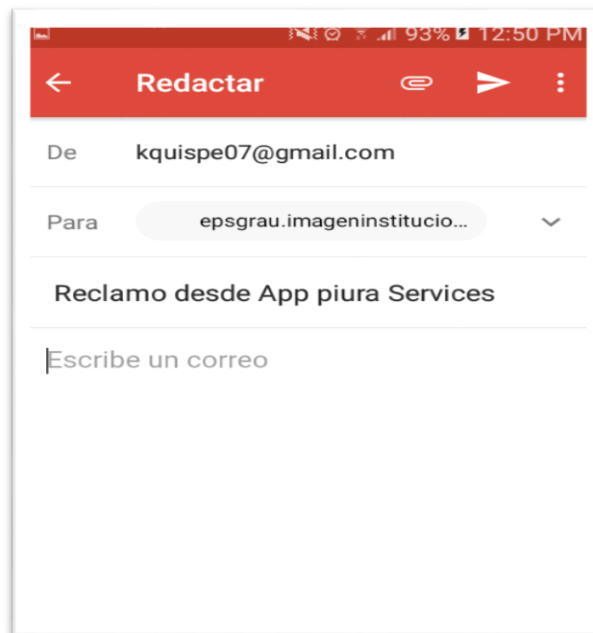 93% 12:50 PM
Redactar
De kquispe07@gmail.com
Para epsgrau.imageninstitucio...
Reclamo desde App piura Services
Escribe un correo